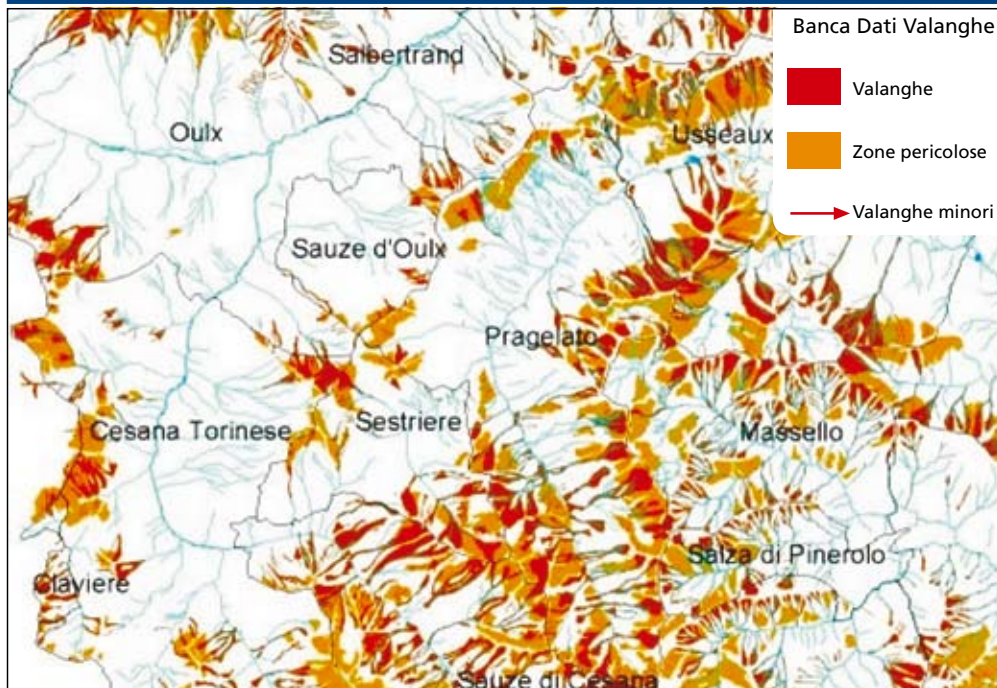 Banca Dati Valanghe
Valanghe
Zone pericolose
Valanghe minori
Salbertrand
Oulx
Usseaux
Sauze d'Oulx
Pragelato
Cesana Torinese
Sestriere
Massello
Salza di Pinerolo
Claviere
Sauze di Cesana